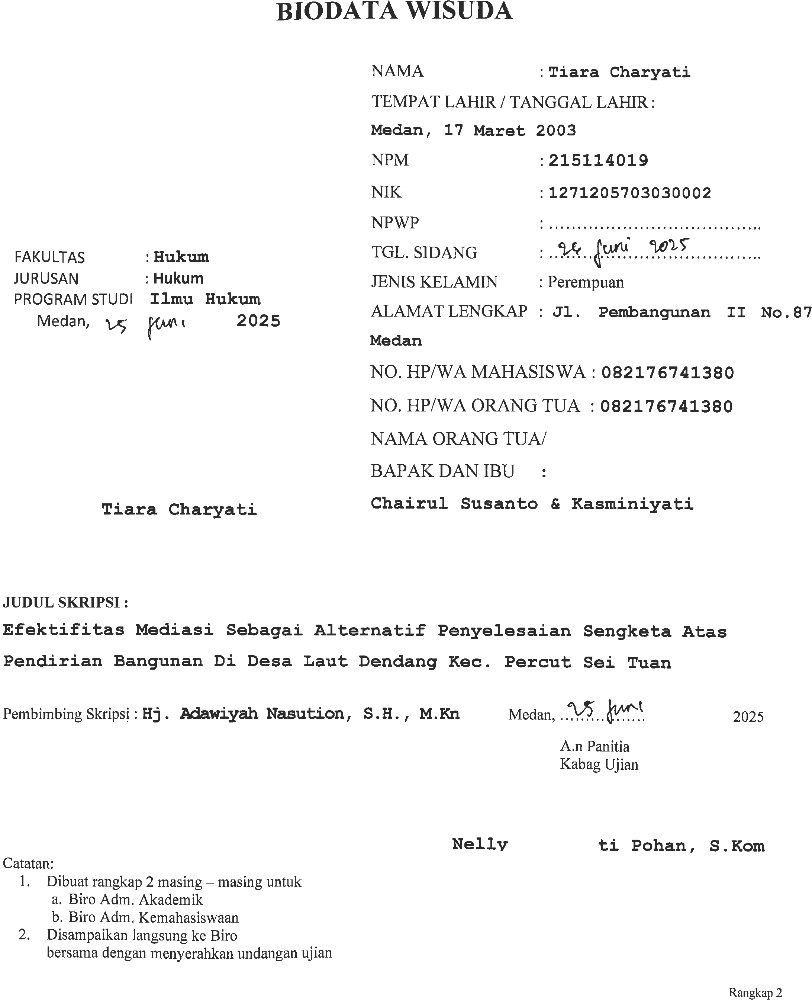 BIODATA WISUDA
NAMA : Tiara Charyati
TEMPAT LAHIR / TANGGAL LAHIR :
Medan, 17 Maret 2003
NPM : 215114019
NIK : 1271205703030002
NPWP : ......................................
TGL. SIDANG : 24 Juni 2025
JENIS KELAMIN : Perempuan
ALAMAT LENGKAP : Jl. Pembangunan II No.87
Medan
NO. HP/WA MAHASISWA : 082176741380
NO. HP/WA ORANG TUA : 082176741380
NAMA ORANG TUA/
BAPAK DAN IBU :
Chairul Susanto & Kasminiyati
FAKULTAS : Hukum
JURUSAN : Hukum
PROGRAM STUDI Ilmu Hukum
Medan, 25 Juni 2025
Tiara Charyati
JUDUL SKRIPSI :
Efektifitas Mediasi Sebagai Alternatif Penyelesaian Sengketa Atas
Pendirian Bangunan Di Desa Laut Dendang Kec. Percut Sei Tuan
Pembimbing Skripsi : Hj. Adawiyah Nasution, S.H., M.Kn
Medan, 25 Juni 2025
A.n Panitia
Kabag Ujian
Nelly ti Pohan, S.Kom
Catatan:
1. Dibuat rangkap 2 masing – masing untuk
a. Biro Adm. Akademik
b. Biro Adm. Kemahasiswaan
2. Disampaikan langsung ke Biro
bersama dengan menyerahkan undangan ujian
Rangkap 2